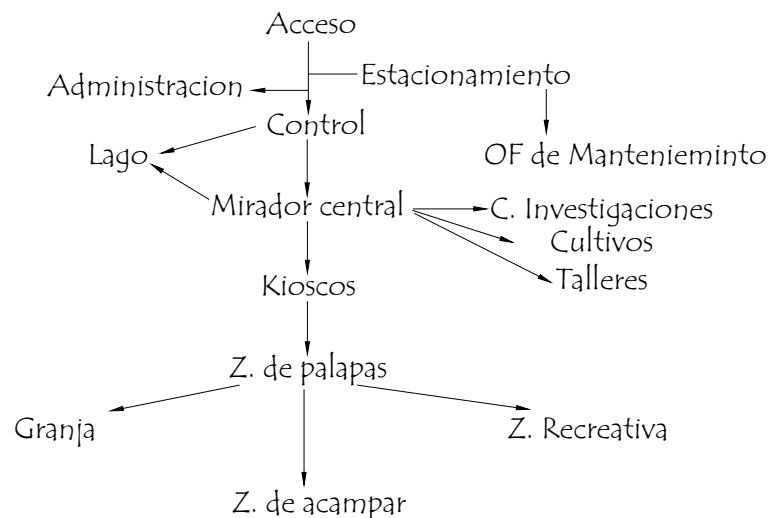 Acceso
Estacionamiento
Administracion
Control
Lago
OF de Mantenieminto
Mirador central
C. Investigaciones
Cultivos
Talleres
Kioscos
Z. de palapas
Granja
Z. Recreativa
Z. de acampar